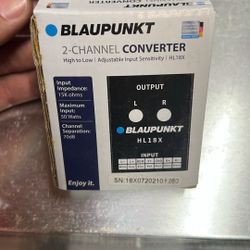 BLAUPUNKT
2-CHANNEL CONVERTER
High to Low | Adjustable Input Sensitivity | HL18X
Input
Impedance:
15K ohms
Maximum
Input:
50 Watts
Channel
Separation:
70dB
Enjoy it.
OUTPUT
L R
BLAUPUNKT
HL18X
INPUT
SN:18X07202101280